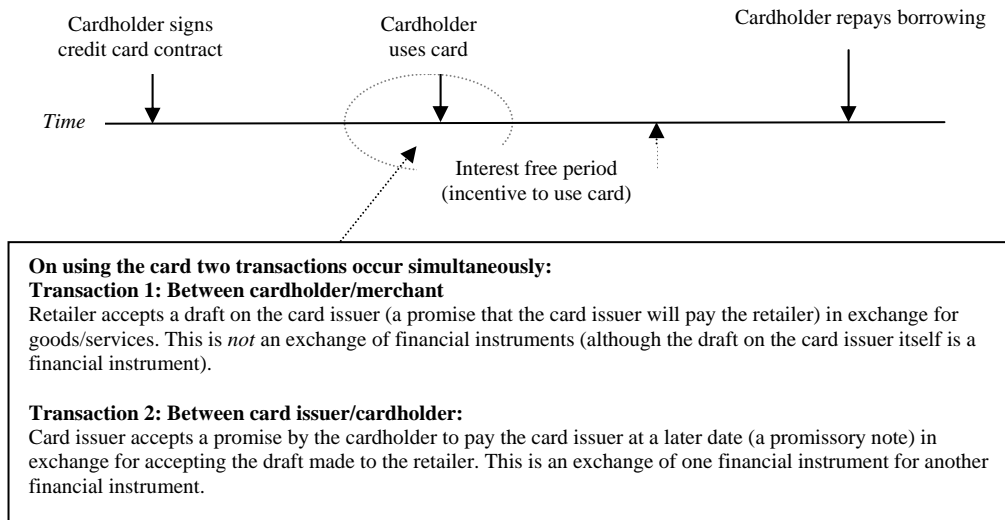 Cardholder signs
credit card contract
Cardholder
uses card
Cardholder repays borrowing
Time
Interest free period
(incentive to use card)
On using the card two transactions occur simultaneously:
Transaction 1: Between cardholder/merchant
Retailer accepts a draft on the card issuer (a promise that the card issuer will pay the retailer) in exchange for
goods/services. This is not an exchange of financial instruments (although the draft on the card issuer itself is a
financial instrument).
Transaction 2: Between card issuer/cardholder:
Card issuer accepts a promise by the cardholder to pay the card issuer at a later date (a promissory note) in
exchange for accepting the draft made to the retailer. This is an exchange of one financial instrument for another
financial instrument.